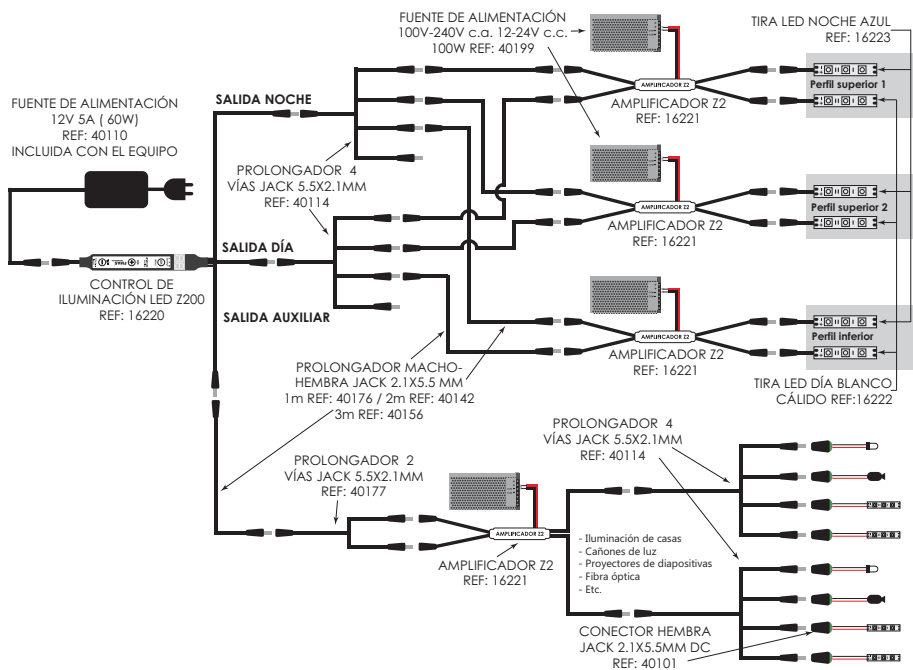 FUENTE DE ALIMENTACIÓN
100V-240V c.a. 12-24V c.c.
100W REF: 40199
TIRA LED NOCHE AZUL
REF: 16223
FUENTE DE ALIMENTACIÓN
12V 5A ( 60W)
REF: 40110
INCLUIDA CON EL EQUIPO
SALIDA NOCHE
AMPLIFICADOR Z2
AMPLIFICADOR Z2
REF: 16221
Perfil superior 1
PROLONGADOR 4
VÍAS JACK 5.5X2.1MM
REF: 40114
AMPLIFICADOR Z2
AMPLIFICADOR Z2
REF: 16221
Perfil superior 2
SALIDA DÍA
CONTROL DE
ILUMINACIÓN LED Z200
REF: 16220
SALIDA AUXILIAR
AMPLIFICADOR Z2
AMPLIFICADOR Z2
REF: 16221
Perfil inferior
PROLONGADOR MACHO-
HEMBRA JACK 2.1X5.5 MM
1m REF: 40176 / 2m REF: 40142
3m REF: 40156
TIRA LED DÍA BLANCO
CÁLIDO REF:16222
PROLONGADOR 4
VÍAS JACK 5.5X2.1MM
REF: 40114
PROLONGADOR 2
VÍAS JACK 5.5X2.1MM
REF: 40177
AMPLIFICADOR Z2
AMPLIFICADOR Z2
REF: 16221
- Iluminación de casas
- Cañones de luz
- Proyectores de diapositivas
- Fibra óptica
- Etc.
CONECTOR HEMBRA
JACK 2.1X5.5MM DC
REF: 40101